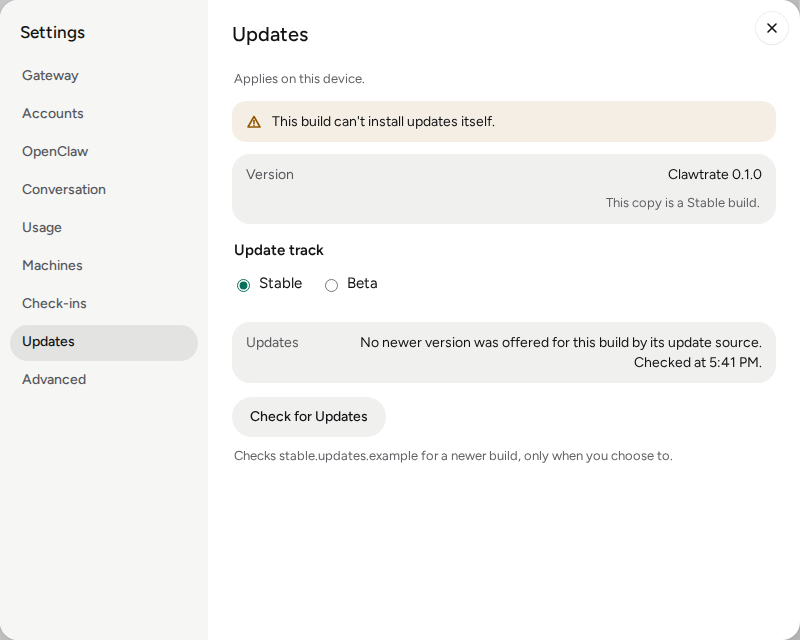 Settings
Gateway
Accounts
OpenClaw
Conversation
Usage
Machines
Check-ins
Updates
Advanced
Updates
Applies on this device.
This build can't install updates itself.
Version
Clawtrate 0.1.0
This copy is a Stable build.
Update track
Stable
Beta
Updates
No newer version was offered for this build by its update source.
Checked at 5:41 PM.
Check for Updates
Checks stable.updates.example for a newer build, only when you choose to.